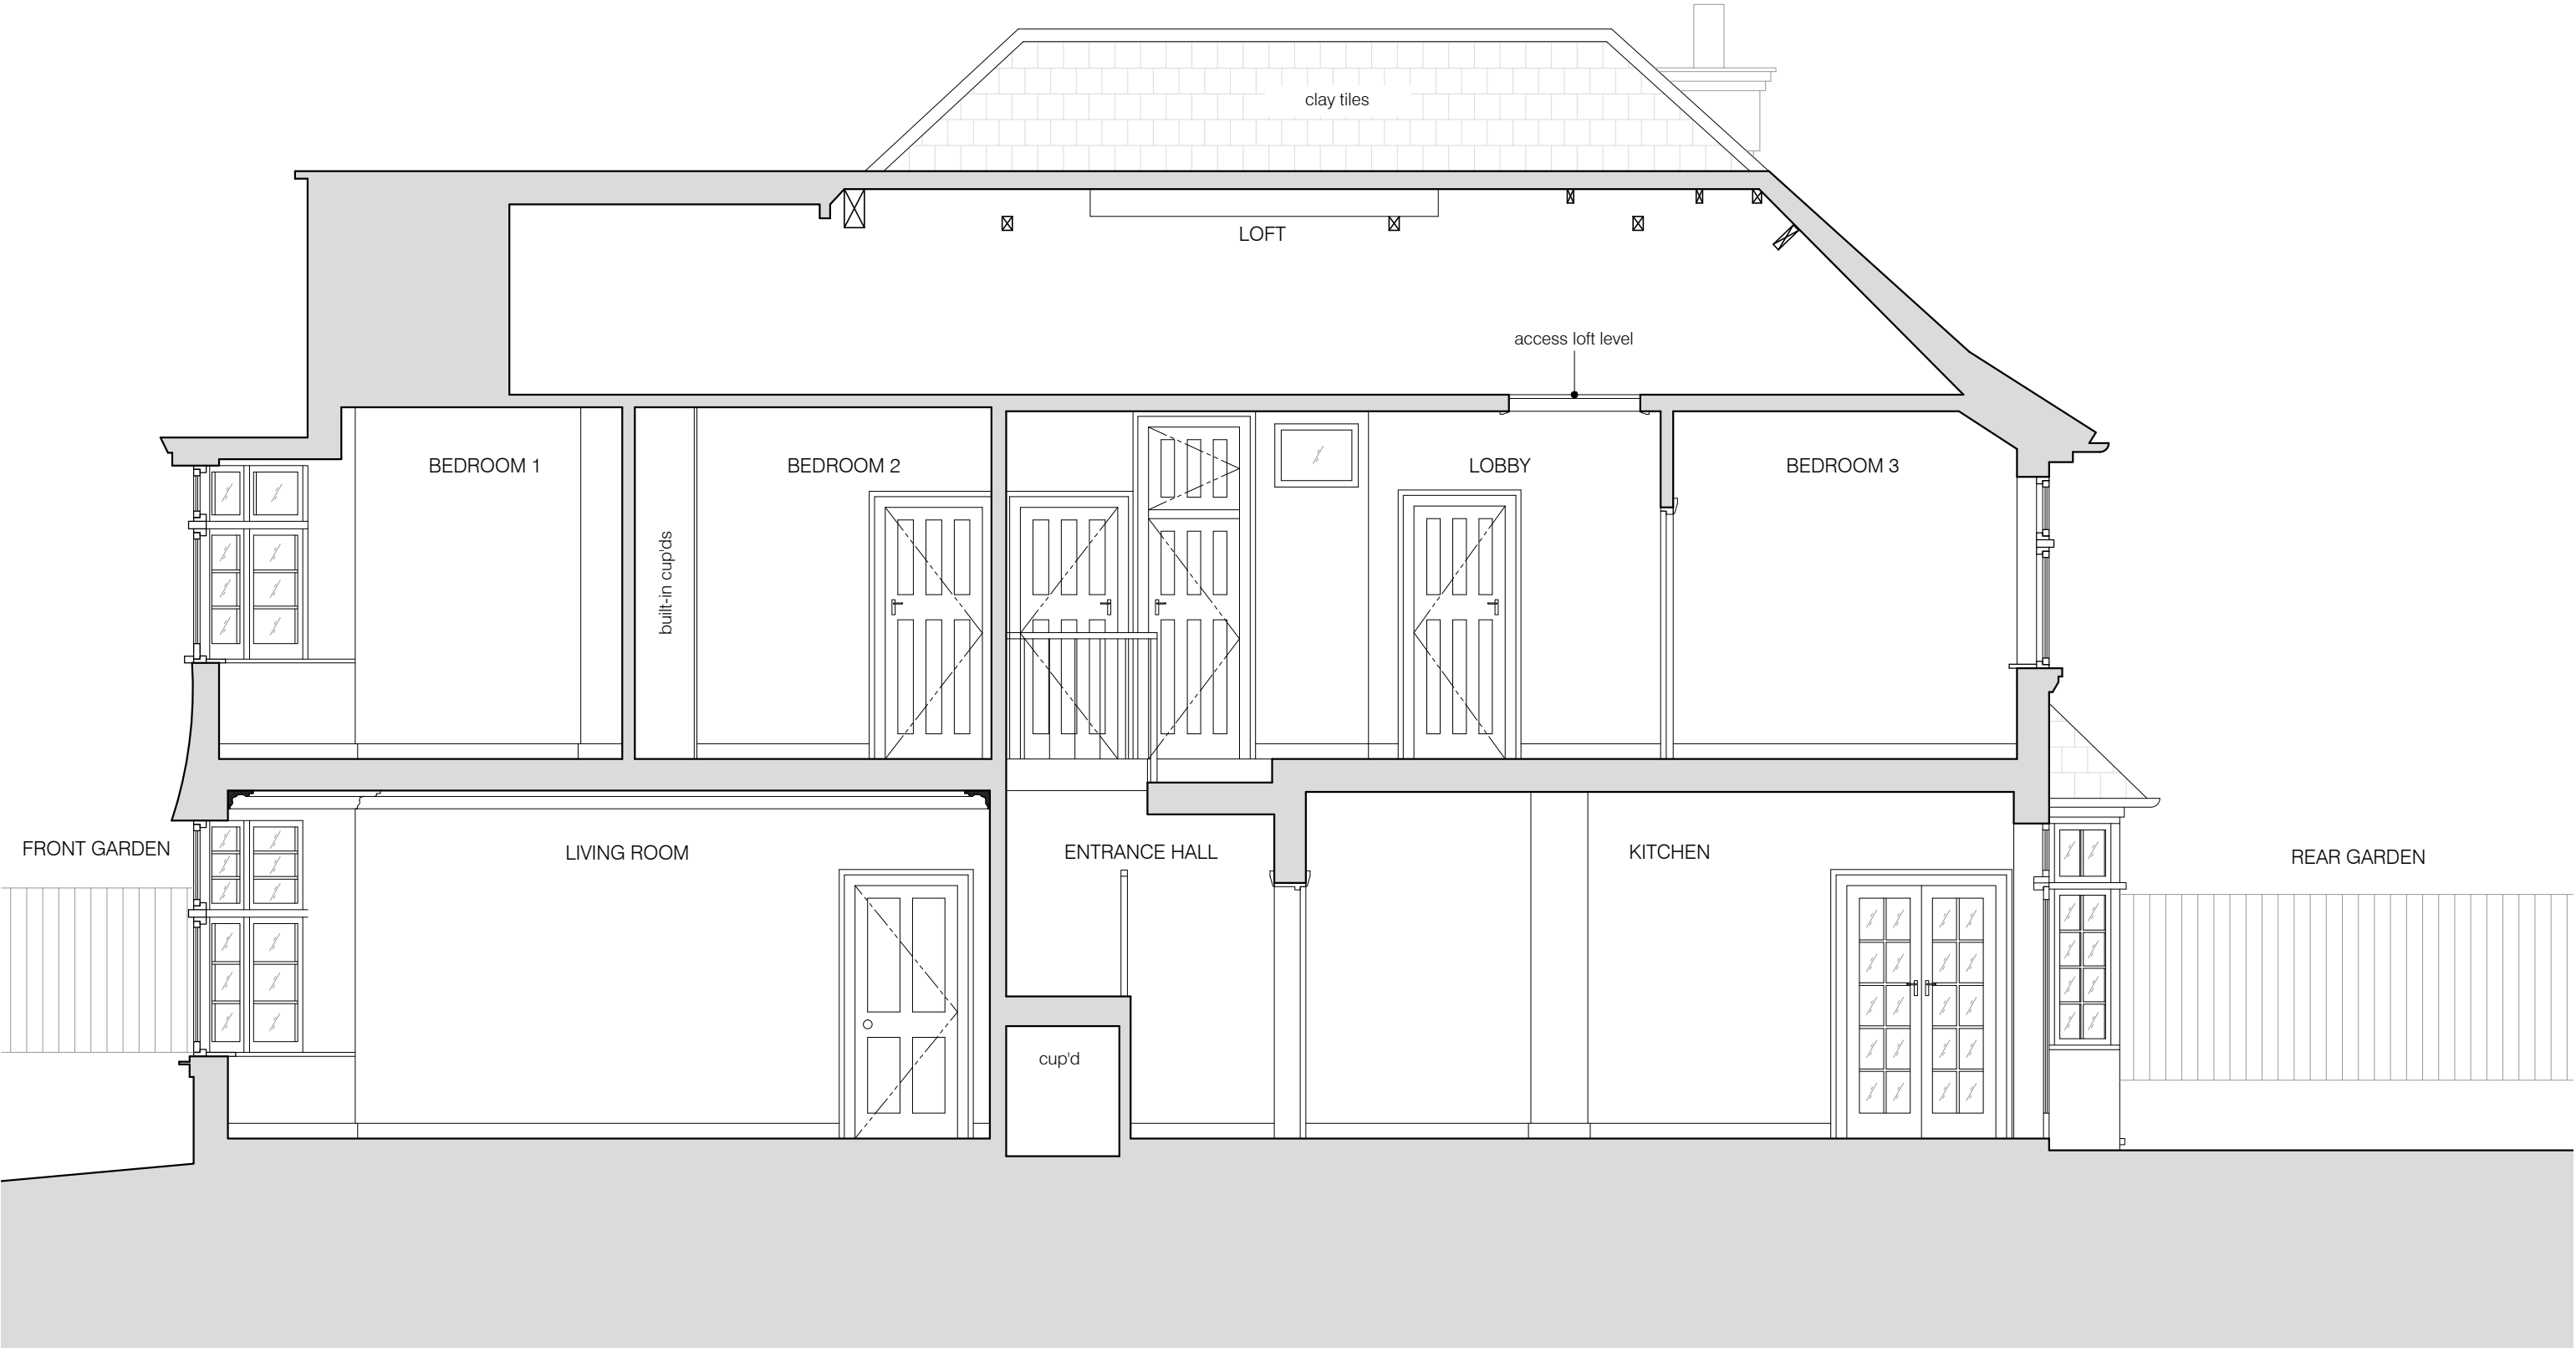 clay tiles
LOFT
access loft level
BEDROOM 1
BEDROOM 2
LOBBY
BEDROOM 3
built-in cup'ds
FRONT GARDEN
LIVING ROOM
ENTRANCE HALL
KITCHEN
REAR GARDEN
cup'd